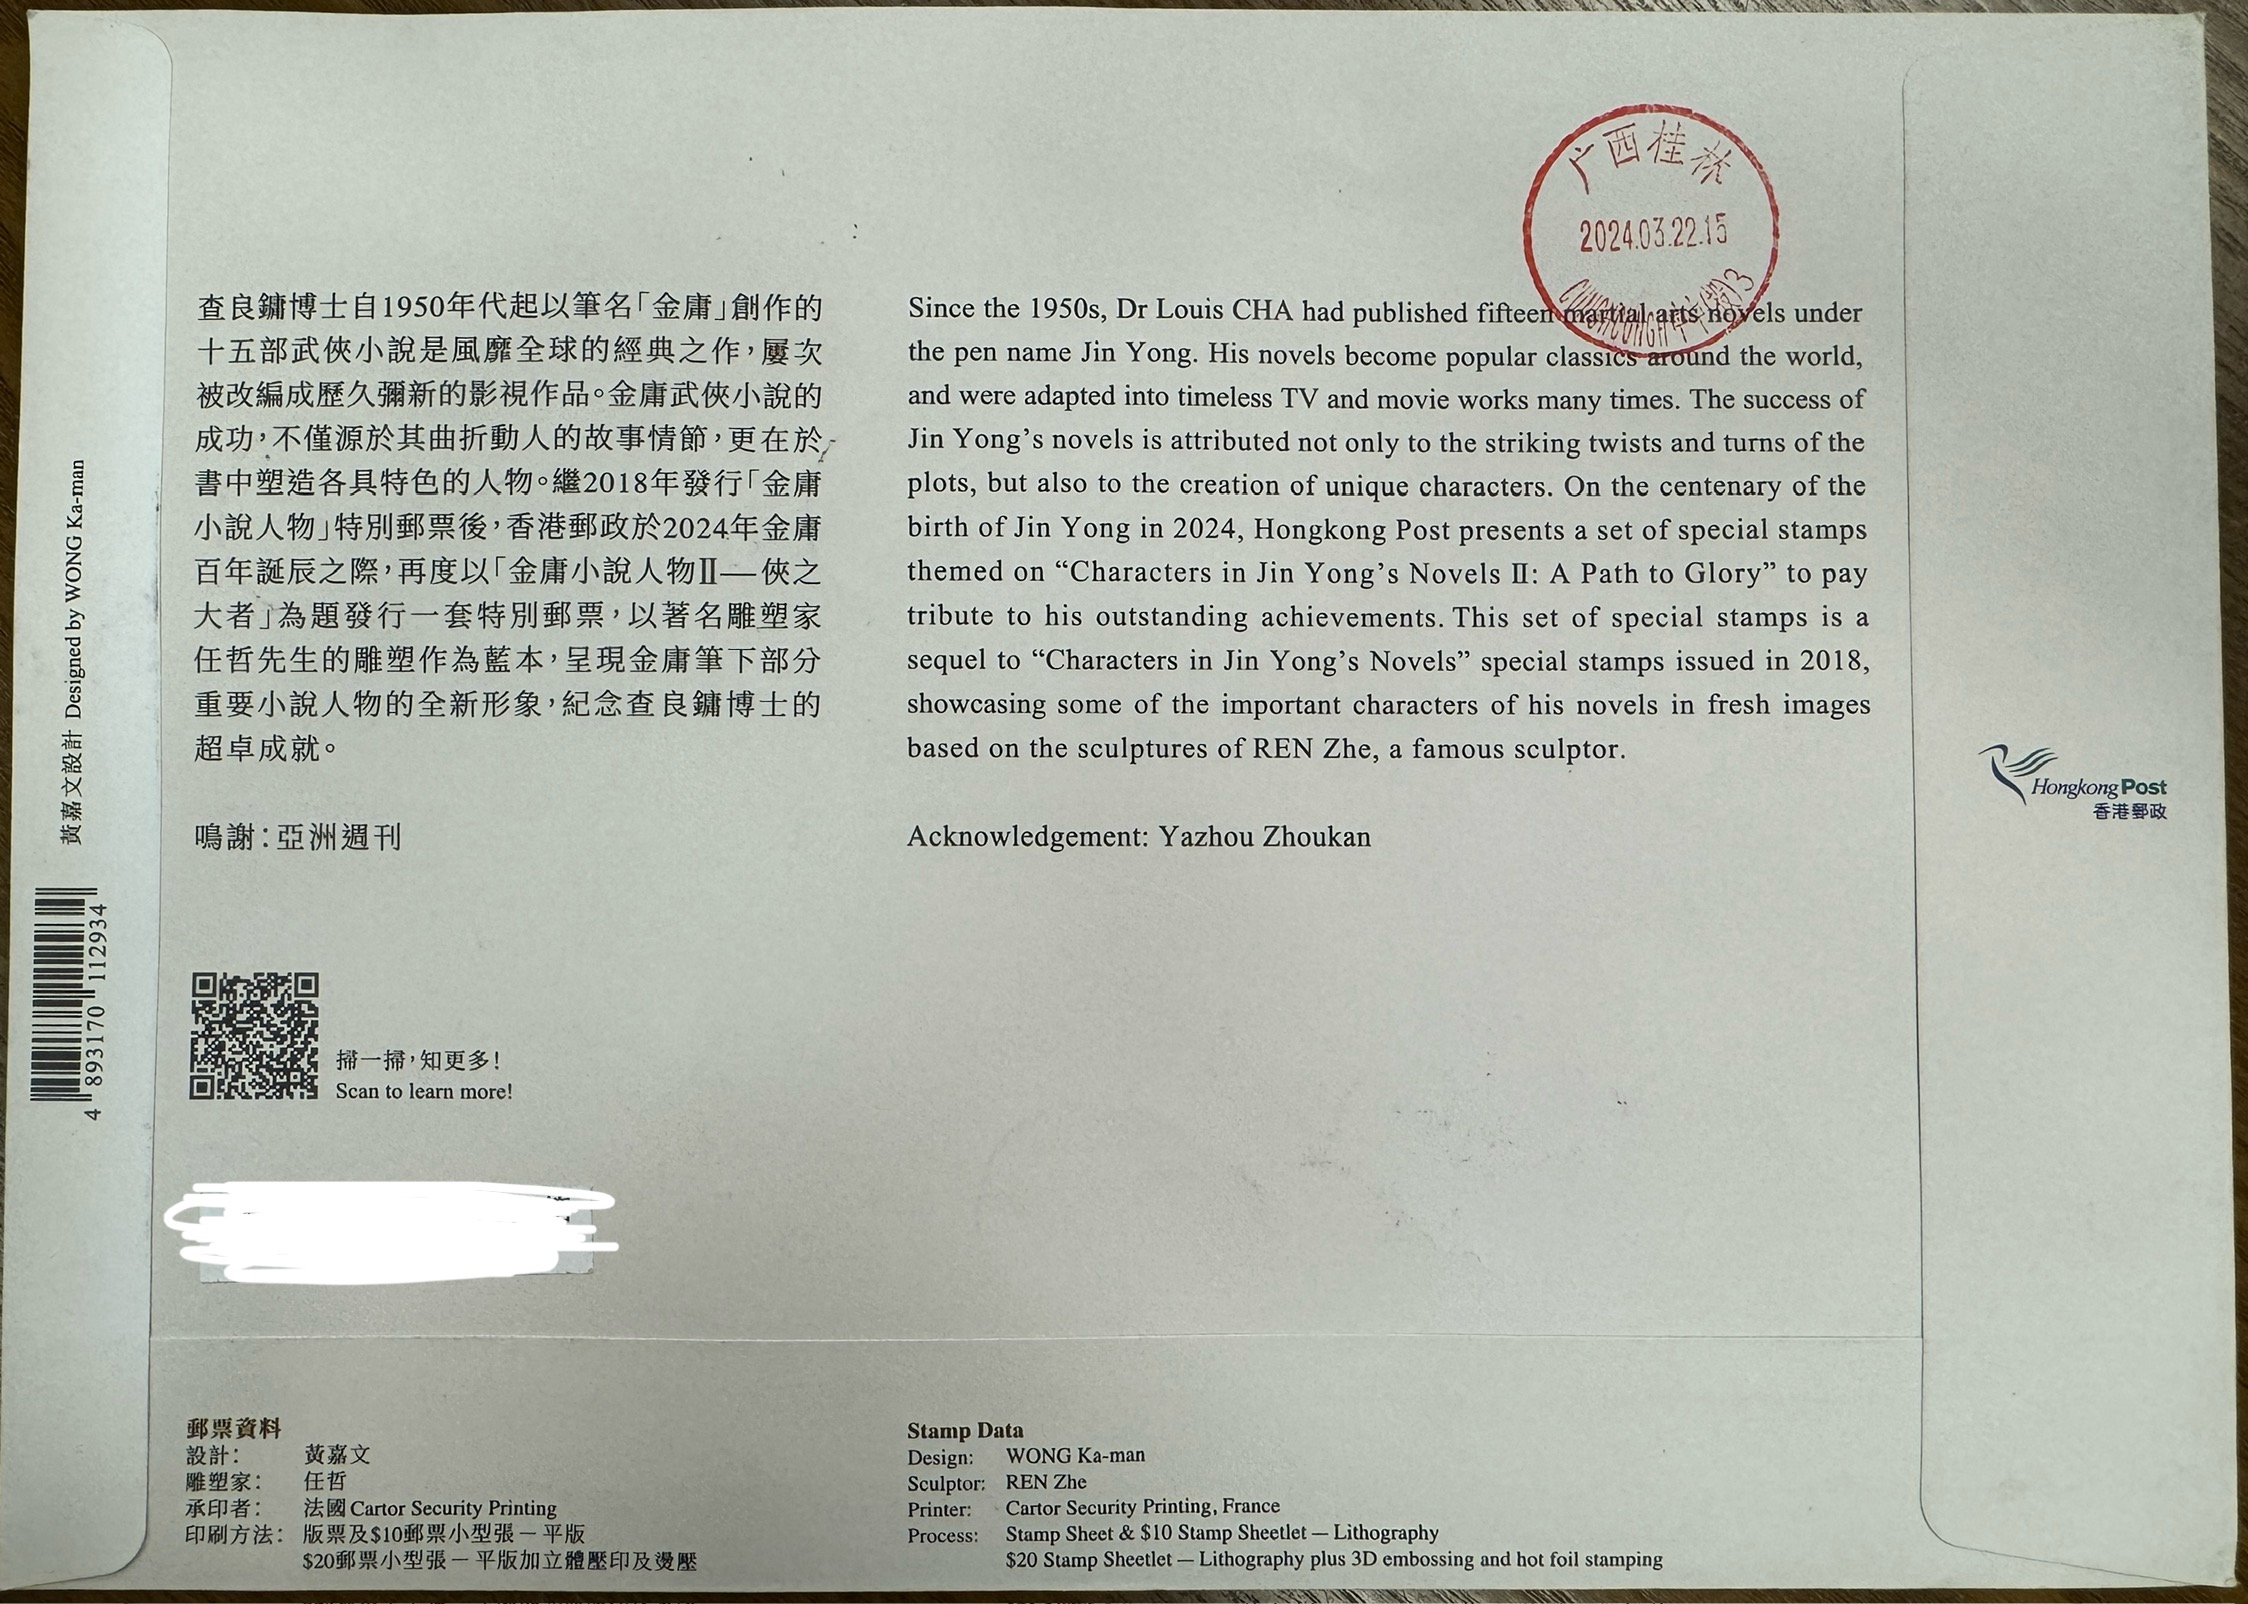 广西桂林
2024.03.22.15
查良鏞博士自1950年代起以筆名「金庸」創作的
十五部武俠小說是風靡全球的經典之作,屢次
被改編成歷久彌新的影視作品。金庸武俠小說的
成功,不僅源於其曲折動人的故事情節,更在於
書中塑造各具特色的人物。繼2018年發行「金庸
小說人物」特別郵票後,香港郵政於2024年金庸
百年誕辰之際,再度以「金庸小說人物II—俠之
大者」為題發行一套特別郵票,以著名雕塑家
任哲先生的雕塑作為藍本,呈現金庸筆下部分
重要小說人物的全新形象,紀念查良鏞博士的
超卓成就。
鳴謝:亞洲週刊
Since the 1950s, Dr Louis CHA had published fifteen martial arts novels under
the pen name Jin Yong. His novels become popular classics around the world,
and were adapted into timeless TV and movie works many times. The success of
Jin Yong’s novels is attributed not only to the striking twists and turns of the
plots, but also to the creation of unique characters. On the centenary of the
birth of Jin Yong in 2024, Hongkong Post presents a set of special stamps
themed on “Characters in Jin Yong’s Novels II: A Path to Glory” to pay
tribute to his outstanding achievements. This set of special stamps is a
sequel to “Characters in Jin Yong’s Novels” special stamps issued in 2018,
showcasing some of the important characters of his novels in fresh images
based on the sculptures of REN Zhe, a famous sculptor.
Acknowledgement: Yazhou Zhoukan
黃嘉文設計 Designed by WONG Ka-man
4 893170 112934
掃一掃,知更多!
Scan to learn more!
HongkongPost
香港郵政
郵票資料
設計: 黃嘉文
雕塑家: 任哲
承印者: 法國 Cartor Security Printing
印刷方法: 版票及$10郵票小型張 — 平版
$20郵票小型張 — 平版加立體壓印及燙壓
Stamp Data
Design: WONG Ka-man
Sculptor: REN Zhe
Printer: Cartor Security Printing, France
Process: Stamp Sheet & $10 Stamp Sheetlet — Lithography
$20 Stamp Sheetlet — Lithography plus 3D embossing and hot foil stamping